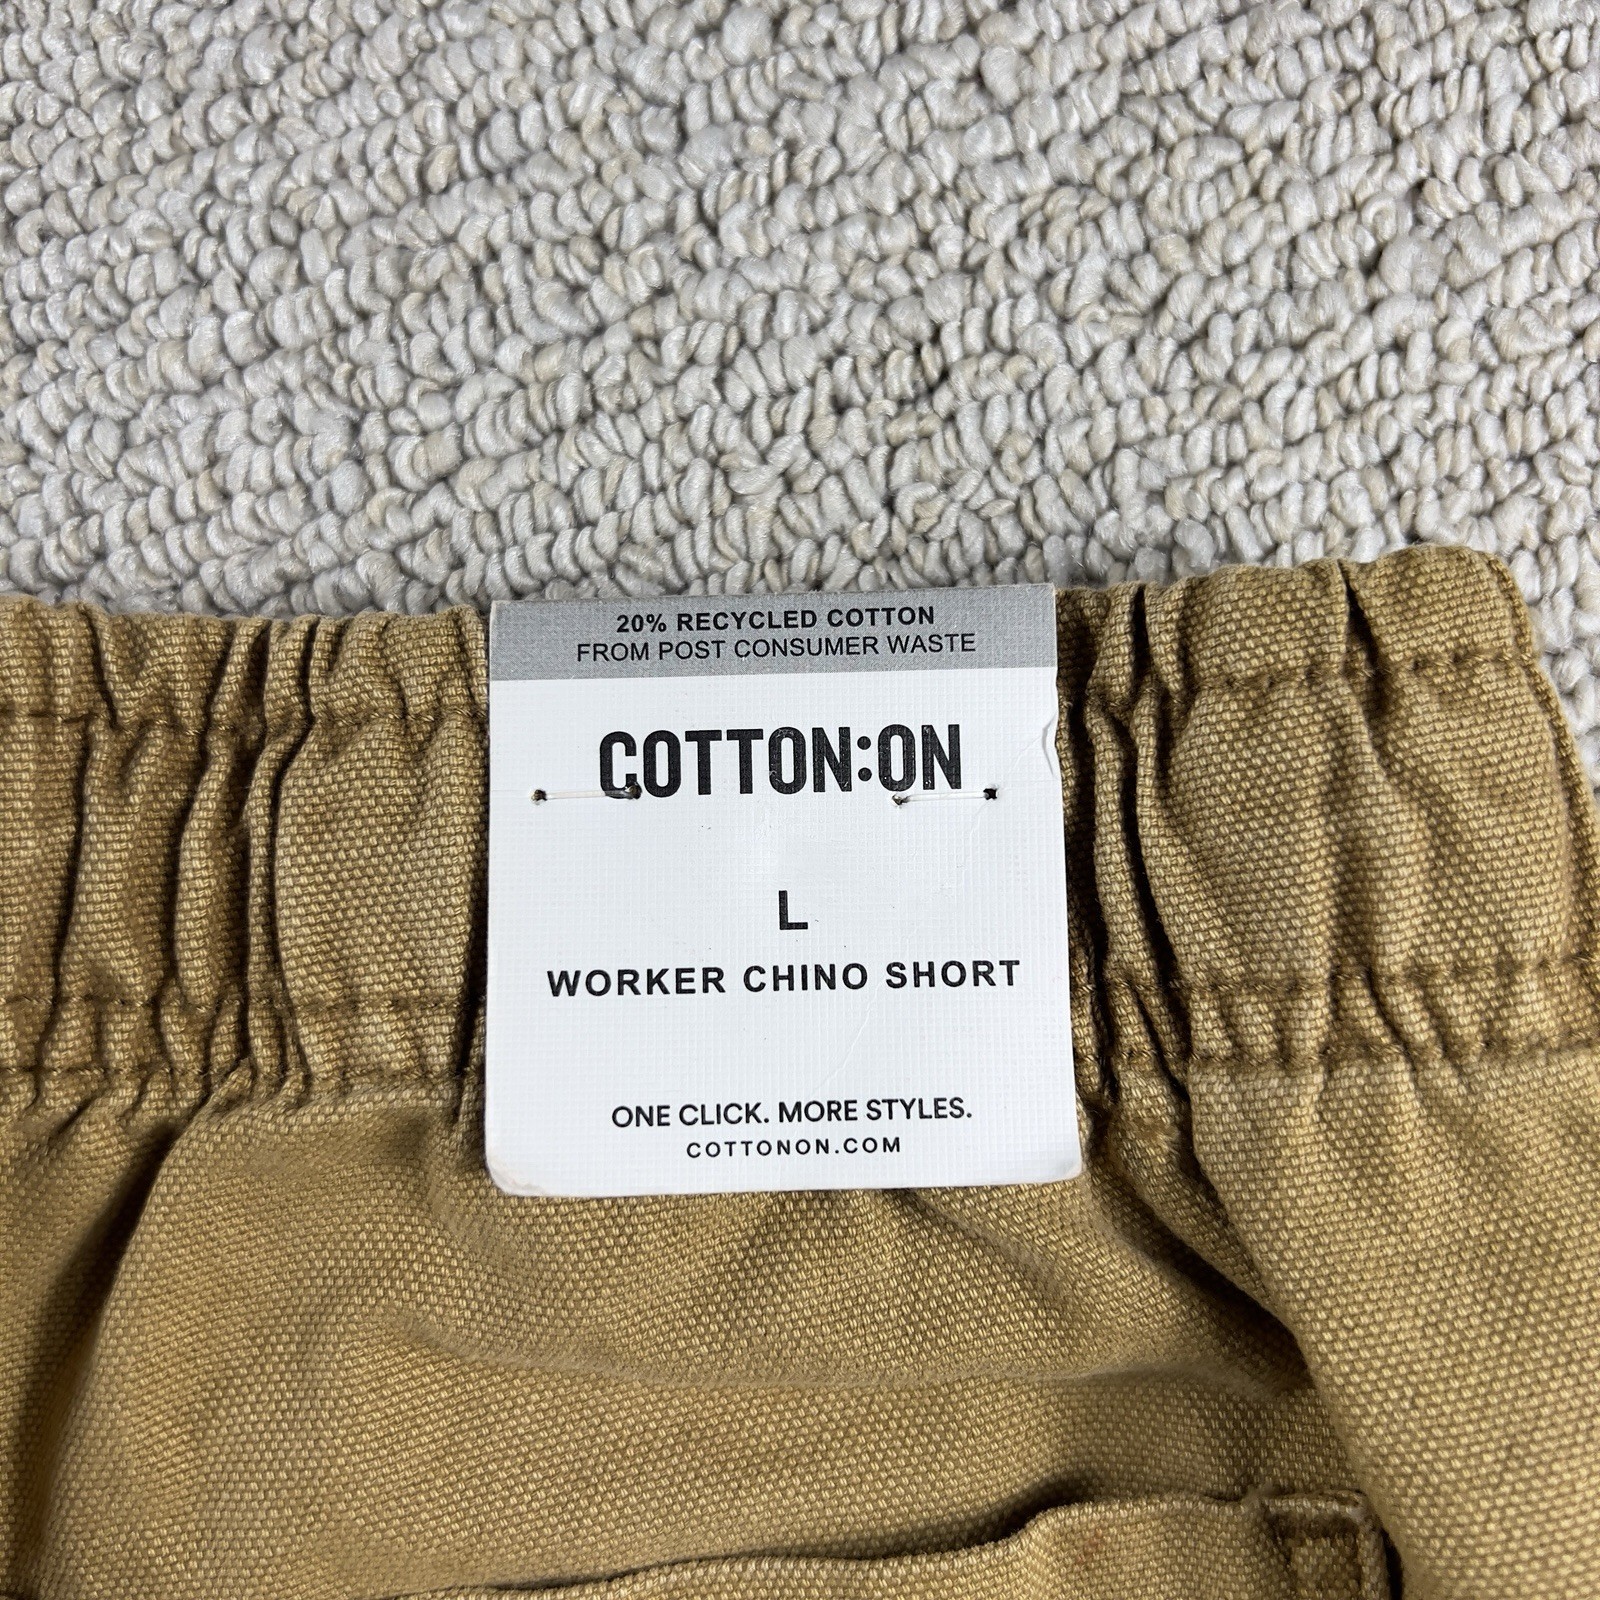 20% RECYCLED COTTON
FROM POST CONSUMER WASTE
COTTON:ON
L
WORKER CHINO SHORT
ONE CLICK. MORE STYLES.
COTTONON.COM